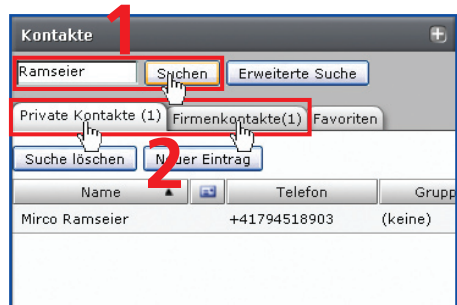 Kontakte
1
Ramseier Suchen Erweiterte Suche
Private Kontakte (1) Firmenkontakte(1) Favoriten
2
Suche löschen Neuer Eintrag
Name Telefon Grupp
Mirco Ramseier +41794518903 (keine)